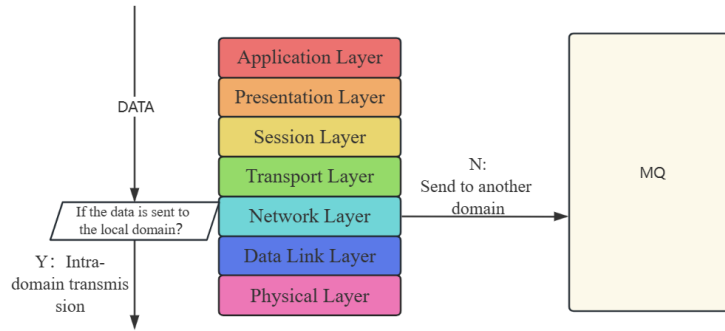 DATA
If the data is sent to
the local domain?
Y: Intra-
domain transmis
sion
Application Layer
Presentation Layer
Session Layer
Transport Layer
Network Layer
Data Link Layer
Physical Layer
N:
Send to another
domain
MQ